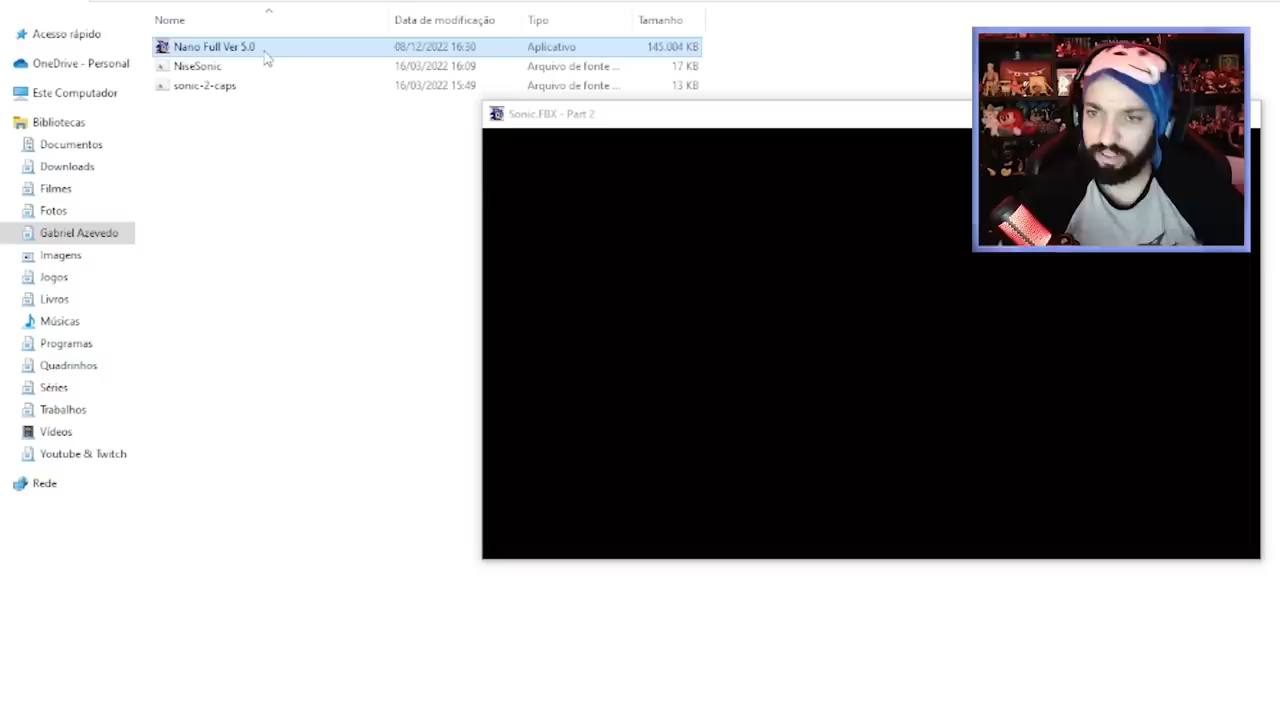 Nome Data de modificação Tipo Tamanho
Nano Full Ver 5.0 08/12/2022 16:30 Aplicativo 145.004 KB
NiseSonic 16/03/2022 16:09 Arquivo de fonte ... 17 KB
sonic-2-caps 16/03/2022 15:49 Arquivo de fonte ... 13 KB
Acesso rápido
OneDrive - Personal
Este Computador
Bibliotecas
Documentos
Downloads
Filmes
Fotos
Gabriel Azevedo
Imagens
Jogos
Livros
Músicas
Programas
Quadrinhos
Séries
Trabalhos
Vídeos
Youtube & Twitch
Rede
Sonic.FBX - Part 2